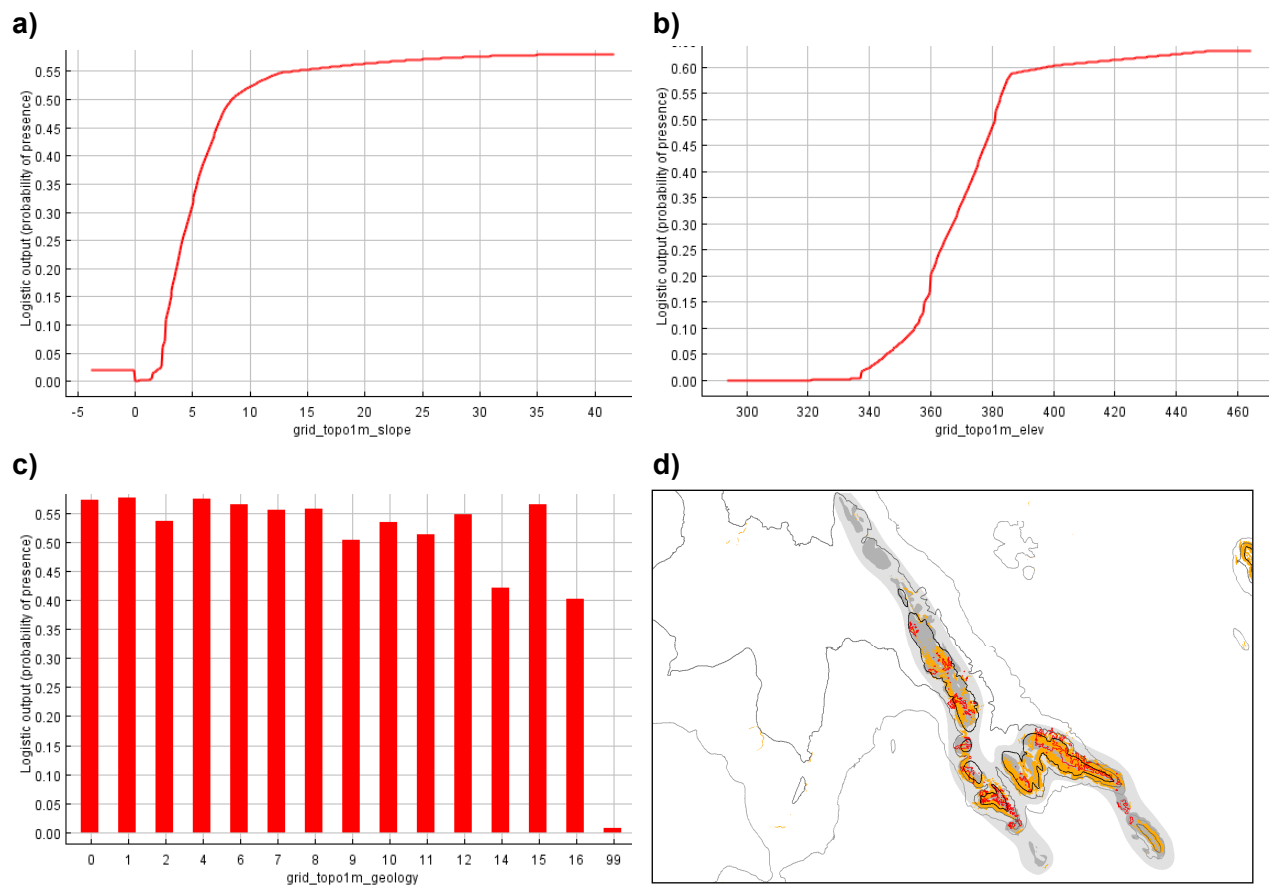 a)
0.55
0.50
0.45
0.40
0.35
0.30
0.25
0.20
0.15
0.10
0.05
0.00
Logistic output (probability of presence)
-5 0 5 10 15 20 25 30 35 40
grid_topo1m_slope
b)
0.60
0.55
0.50
0.45
0.40
0.35
0.30
0.25
0.20
0.15
0.10
0.05
0.00
Logistic output (probability of presence)
300 320 340 360 380 400 420 440 460
grid_topo1m_elev
c)
0.55
0.50
0.45
0.40
0.35
0.30
0.25
0.20
0.15
0.10
0.05
0.00
Logistic output (probability of presence)
0 1 2 4 6 7 8 9 10 11 12 14 15 16 99
grid_topo1m_geology
d)